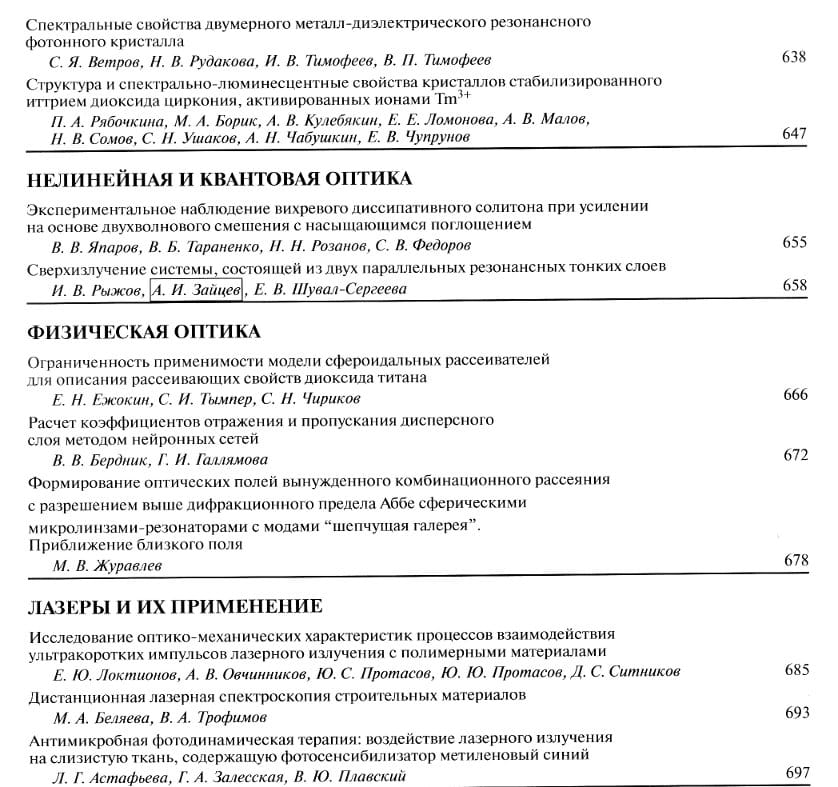 Спектральные свойства двумерного металл-диэлектрического резонансного
фотонного кристалла
С. Я. Ветров, Н. В. Рудакова, И. В. Тимофеев, В. П. Тимофеев 638
Структура и спектрально-люминесцентные свойства кристаллов стабилизированного
иттрием диоксида циркония, активированных ионами Tm³⁺
П. А. Рябочкина, М. А. Борик, А. В. Кулебякин, Е. Е. Ломонова, А. В. Малов,
Н. В. Сомов, С. Н. Ушаков, А. Н. Чабушкин, Е. В. Чупрунов 647
НЕЛИНЕЙНАЯ И КВАНТОВАЯ ОПТИКА
Экспериментальное наблюдение вихревого диссипативного солитона при усилении
на основе двухволнового смешения с насыщающимся поглощением
В. В. Япаров, В. Б. Тараненко, Н. Н. Розанов, С. В. Федоров 655
Сверхизлучение системы, состоящей из двух параллельных резонансных тонких слоев
И. В. Рыжов, А. И. Зайцев, Е. В. Шувал-Сергеева 658
ФИЗИЧЕСКАЯ ОПТИКА
Ограниченность применимости модели сфероидальных рассеивателей
для описания рассеивающих свойств диоксида титана
Е. Н. Ежокин, С. И. Тымпер, С. Н. Чириков 666
Расчет коэффициентов отражения и пропускания дисперсного
слоя методом нейронных сетей
В. В. Бердник, Г. И. Галлямова 672
Формирование оптических полей вынужденного комбинационного рассеяния
с разрешением выше дифракционного предела Аббе сферическими
микролинзами-резонаторами с модами “шепчущая галерея”.
Приближение близкого поля
М. В. Журавлев 678
ЛАЗЕРЫ И ИХ ПРИМЕНЕНИЕ
Исследование оптико-механических характеристик процессов взаимодействия
ультракоротких импульсов лазерного излучения с полимерными материалами
Е. Ю. Локтионов, А. В. Овчинников, Ю. С. Протасов, Ю. Ю. Протасов, Д. С. Ситников 685
Дистанционная лазерная спектроскопия строительных материалов
М. А. Беляева, В. А. Трофимов 693
Антимикробная фотодинамическая терапия: воздействие лазерного излучения
на слизистую ткань, содержащую фотосенсибилизатор метиленовый синий
Л. Г. Астафьева, Г. А. Залесская, В. Ю. Плавский 697